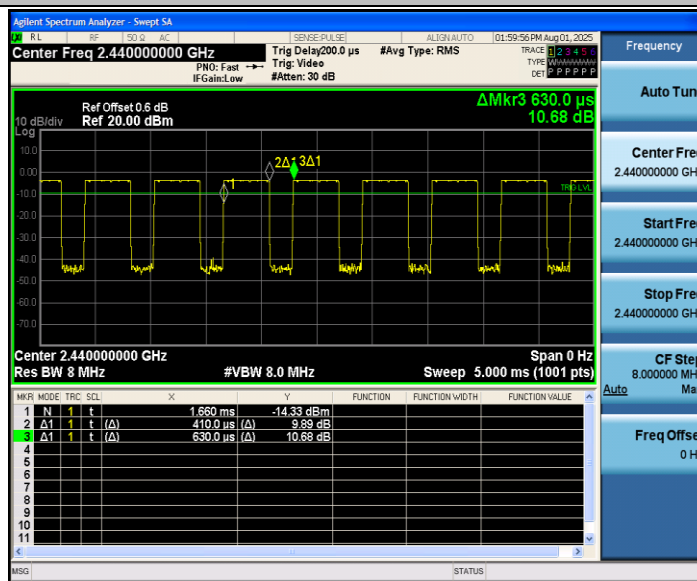 Agilent Spectrum Analyzer - Swept SA
RL RF 50 Ω AC SENSE:PULSE ALIGN AUTO 01:59:56 PM Aug 01, 2025
Center Freq 2.440000000 GHz
PNO: Fast
IFGain:Low
Trig Delay200.0 µs
Trig: Video
#Atten: 30 dB
#Avg Type: RMS
TRACE 1 2 3 4 5 6
TYPE
DET P P P P P P
Frequency
Auto Tun
Center Fre
2.440000000 GH
Start Fre
2.440000000 GH
Stop Fre
2.440000000 GH
CF Step
8.000000 MH
Auto Ma
Freq Offse
0 H
ΔMkr3 630.0 µs
10.68 dB
Ref Offset 0.6 dB
10 dB/div Ref 20.00 dBm
Log
10.0
0.00
-10.0
-20.0
-30.0
-40.0
-50.0
-60.0
-70.0
1
2Δ1
3Δ1
TRIG LVL
Center 2.440000000 GHz Span 0 Hz
Res BW 8 MHz #VBW 8.0 MHz Sweep 5.000 ms (1001 pts)
MKR MODE TRC SCL X Y FUNCTION FUNCTION WIDTH FUNCTION VALUE
1 N 1 t 1.660 ms -14.33 dBm
2 Δ1 1 t (Δ) 410.0 µs (Δ) 9.89 dB
3 Δ1 1 t (Δ) 630.0 µs (Δ) 10.68 dB
4
5
6
7
8
9
10
11
MSG STATUS